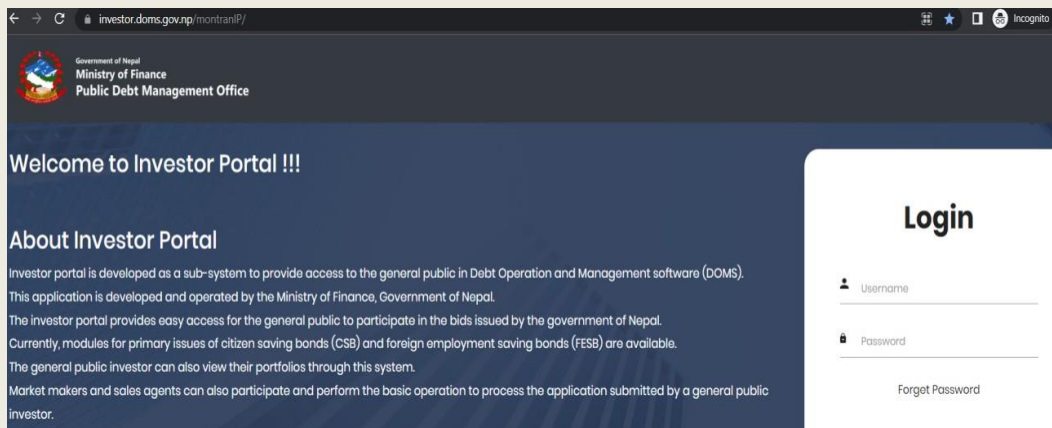 investor.doms.gov.np/montranIP/
Incognito
Government of Nepal
Ministry of Finance
Public Debt Management Office
Welcome to Investor Portal !!!
About Investor Portal
Investor portal is developed as a sub-system to provide access to the general public in Debt Operation and Management software (DOMS).
This application is developed and operated by the Ministry of Finance, Government of Nepal.
The investor portal provides easy access for the general public to participate in the bids issued by the government of Nepal.
Currently, modules for primary issues of citizen saving bonds (CSB) and foreign employment saving bonds (FESB) are available.
The general public investor can also view their portfolios through this system.
Market makers and sales agents can also participate and perform the basic operation to process the application submitted by a general public
investor.
Login
Username
Password
Forget Password